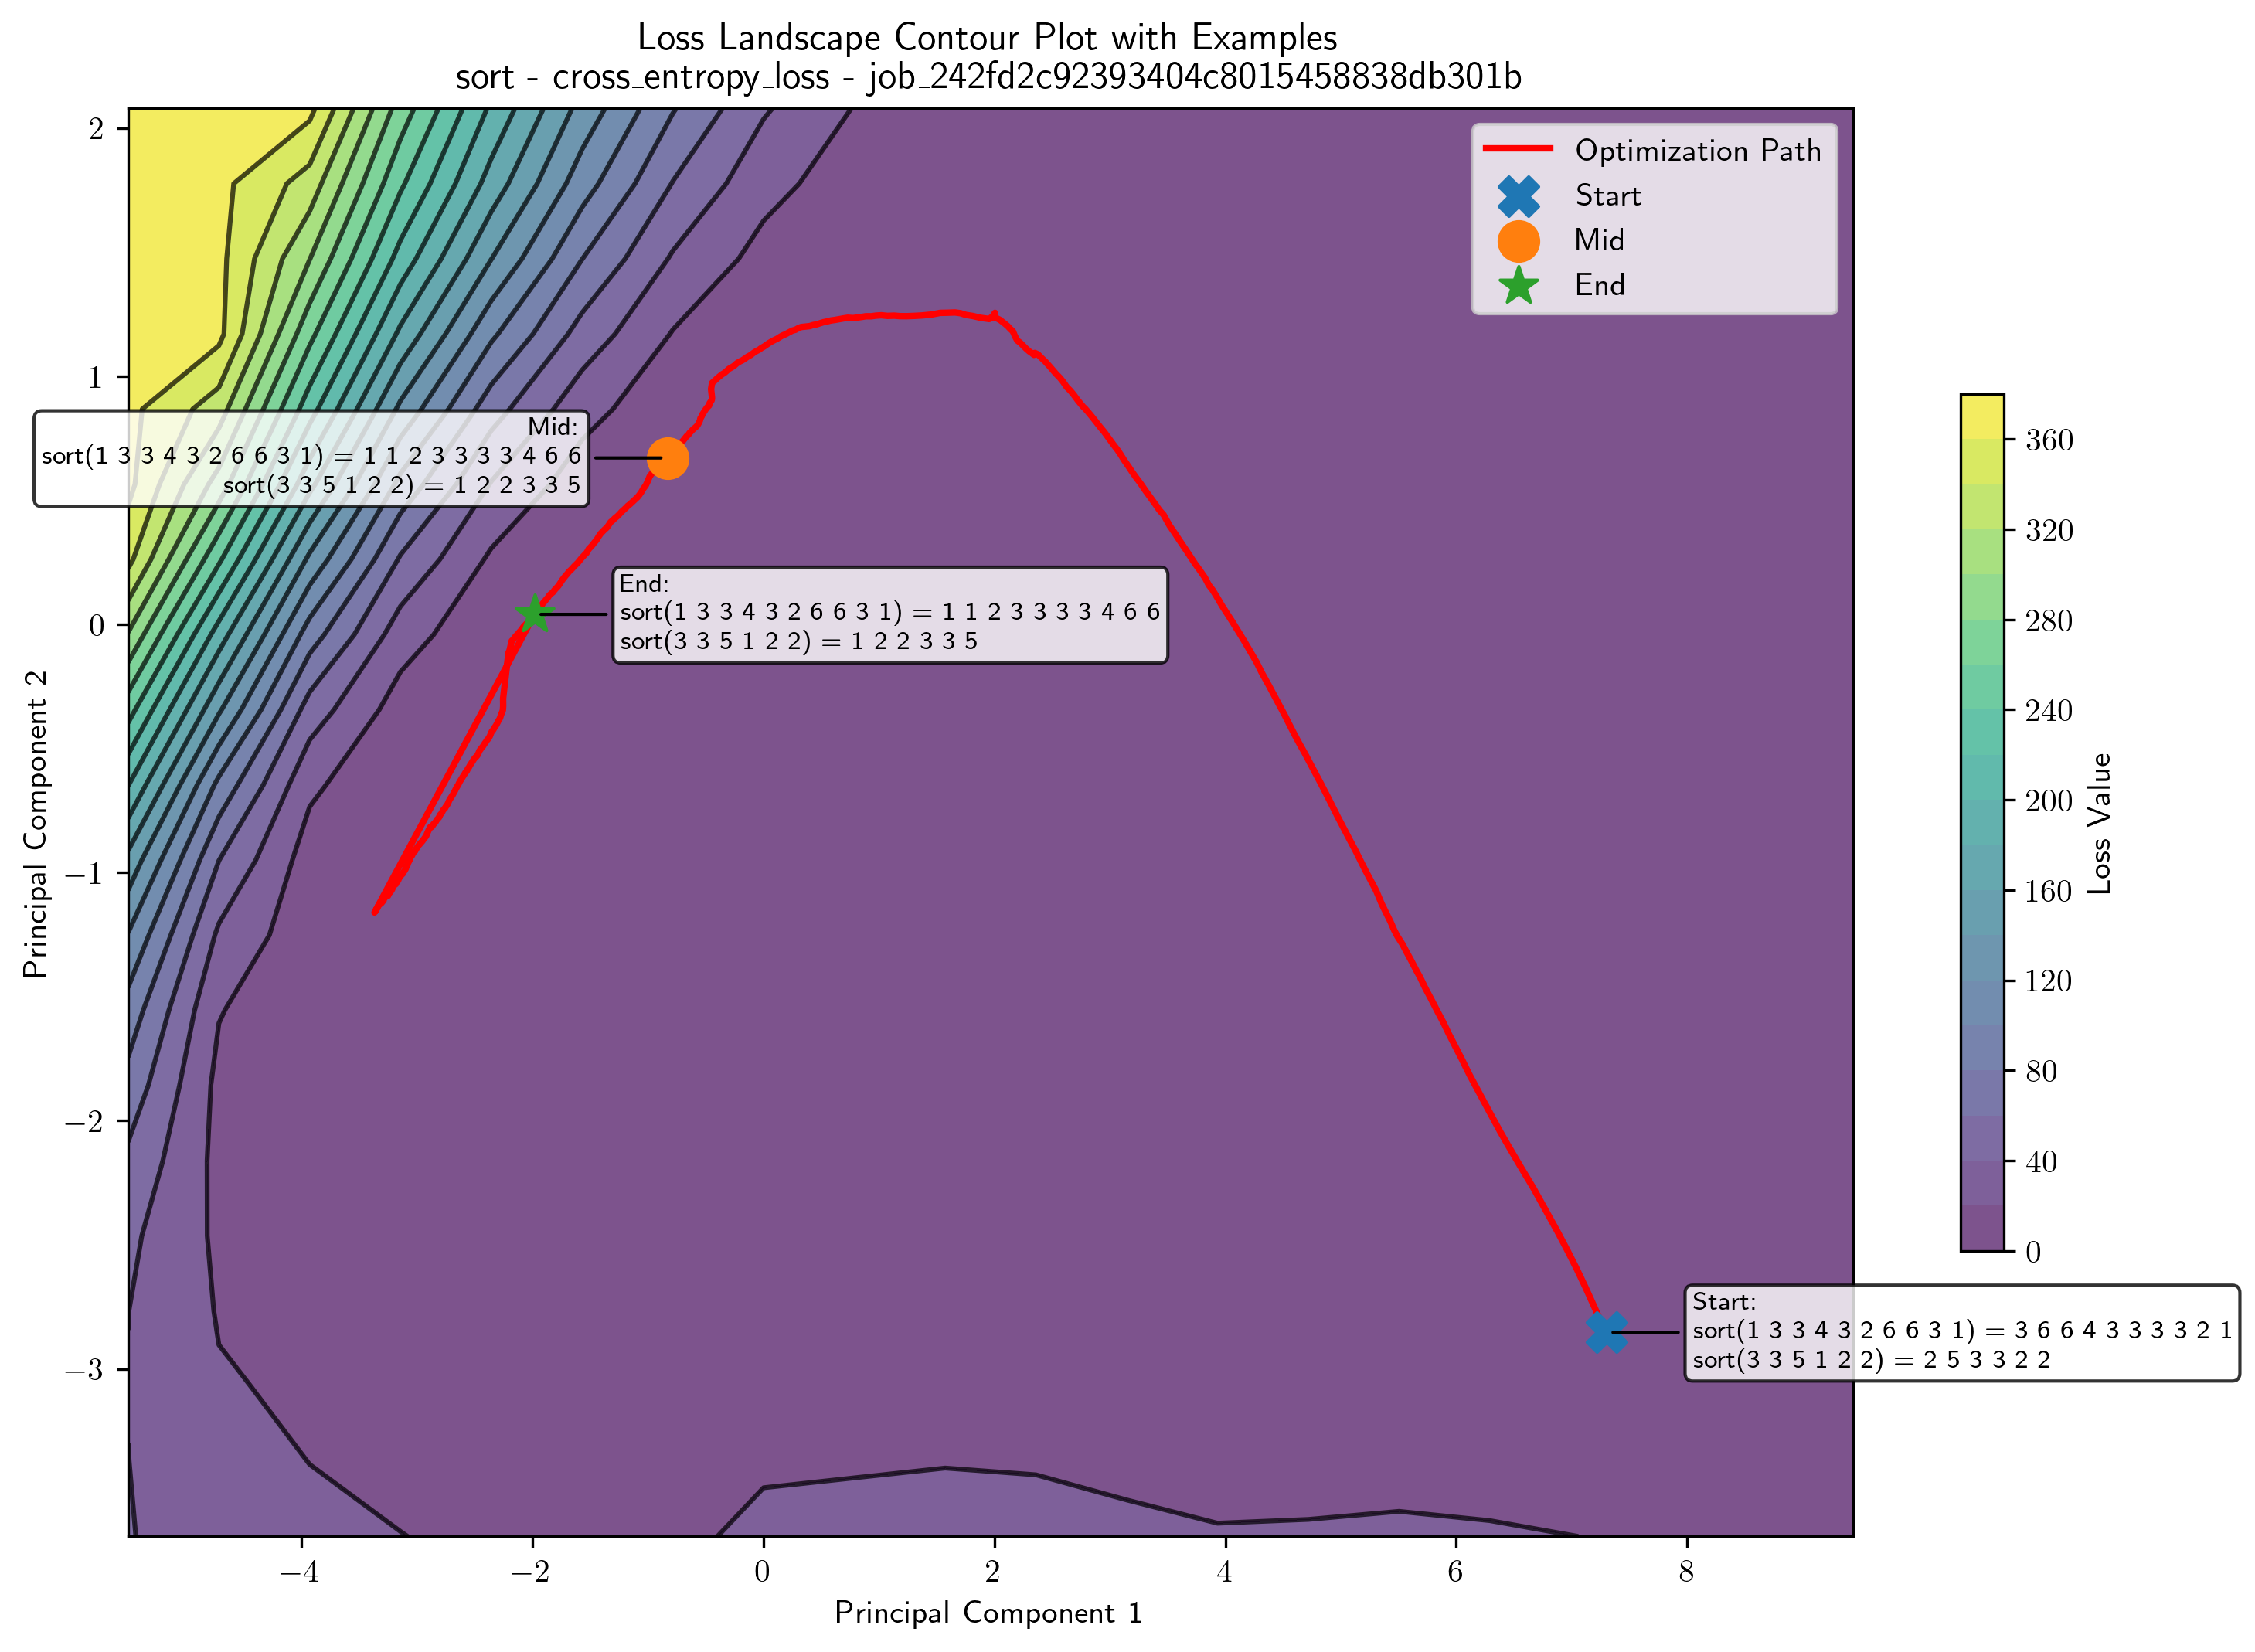 Loss Landscape Contour Plot with Examples
sort - cross_entropy_loss - job_242fd2c92393404c8015458838db301b
Optimization Path
Start
Mid
End
2
1
0
−1
−2
−3
Principal Component 2
Mid:
sort(1 3 3 4 3 2 6 6 3 1) = 1 1 2 3 3 3 3 4 6 6
sort(3 3 5 1 2 2) = 1 2 2 3 3 5
End:
sort(1 3 3 4 3 2 6 6 3 1) = 1 1 2 3 3 3 3 4 6 6
sort(3 3 5 1 2 2) = 1 2 2 3 3 5
Start:
sort(1 3 3 4 3 2 6 6 3 1) = 3 6 6 4 3 3 3 3 2 1
sort(3 3 5 1 2 2) = 2 5 3 3 2 2
360
320
280
240
200
160
120
80
40
0
Loss Value
−4
−2
0
2
4
6
8
Principal Component 1